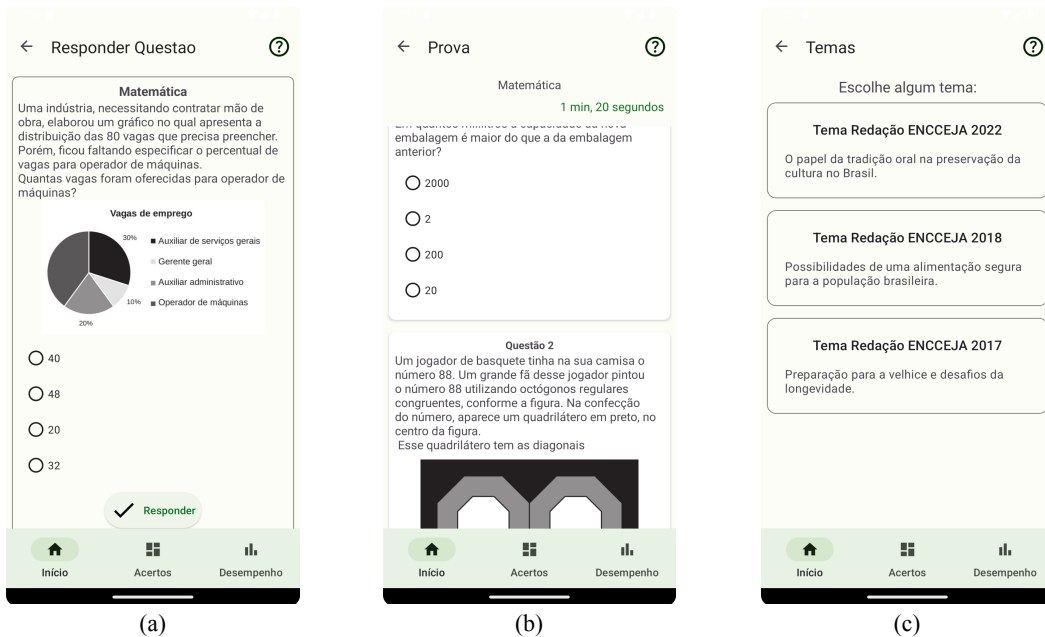 Responder Questao
Matemática
Uma indústria, necessitando contratar mão de
obra, elaborou um gráfico no qual apresenta a
distribuição das 80 vagas que precisa preencher.
Porém, ficou faltando especificar o percentual de
vagas para operador de máquinas.
Quantas vagas foram oferecidas para operador de
máquinas?
Vagas de emprego
30%
10%
20%
Auxiliar de serviços gerais
Gerente geral
Auxiliar administrativo
Operador de máquinas
40
48
20
32
Responder
Início Acertos Desempenho
(a)
Prova
Matemática
1 min, 20 segundos
Em quantos mililitros a capacidade da nova
embalagem é maior do que a da embalagem
anterior?
2000
2
200
20
Questão 2
Um jogador de basquete tinha na sua camisa o
número 88. Um grande fã desse jogador pintou
o número 88 utilizando octógonos regulares
congruentes, conforme a figura. Na confecção
do número, aparece um quadrilátero em preto, no
centro da figura.
Esse quadrilátero tem as diagonais
Início Acertos Desempenho
(b)
Temas
Escolhe algum tema:
Tema Redação ENCCEJA 2022
O papel da tradição oral na preservação da
cultura no Brasil.
Tema Redação ENCCEJA 2018
Possibilidades de uma alimentação segura
para a população brasileira.
Tema Redação ENCCEJA 2017
Preparação para a velhice e desafios da
longevidade.
Início Acertos Desempenho
(c)